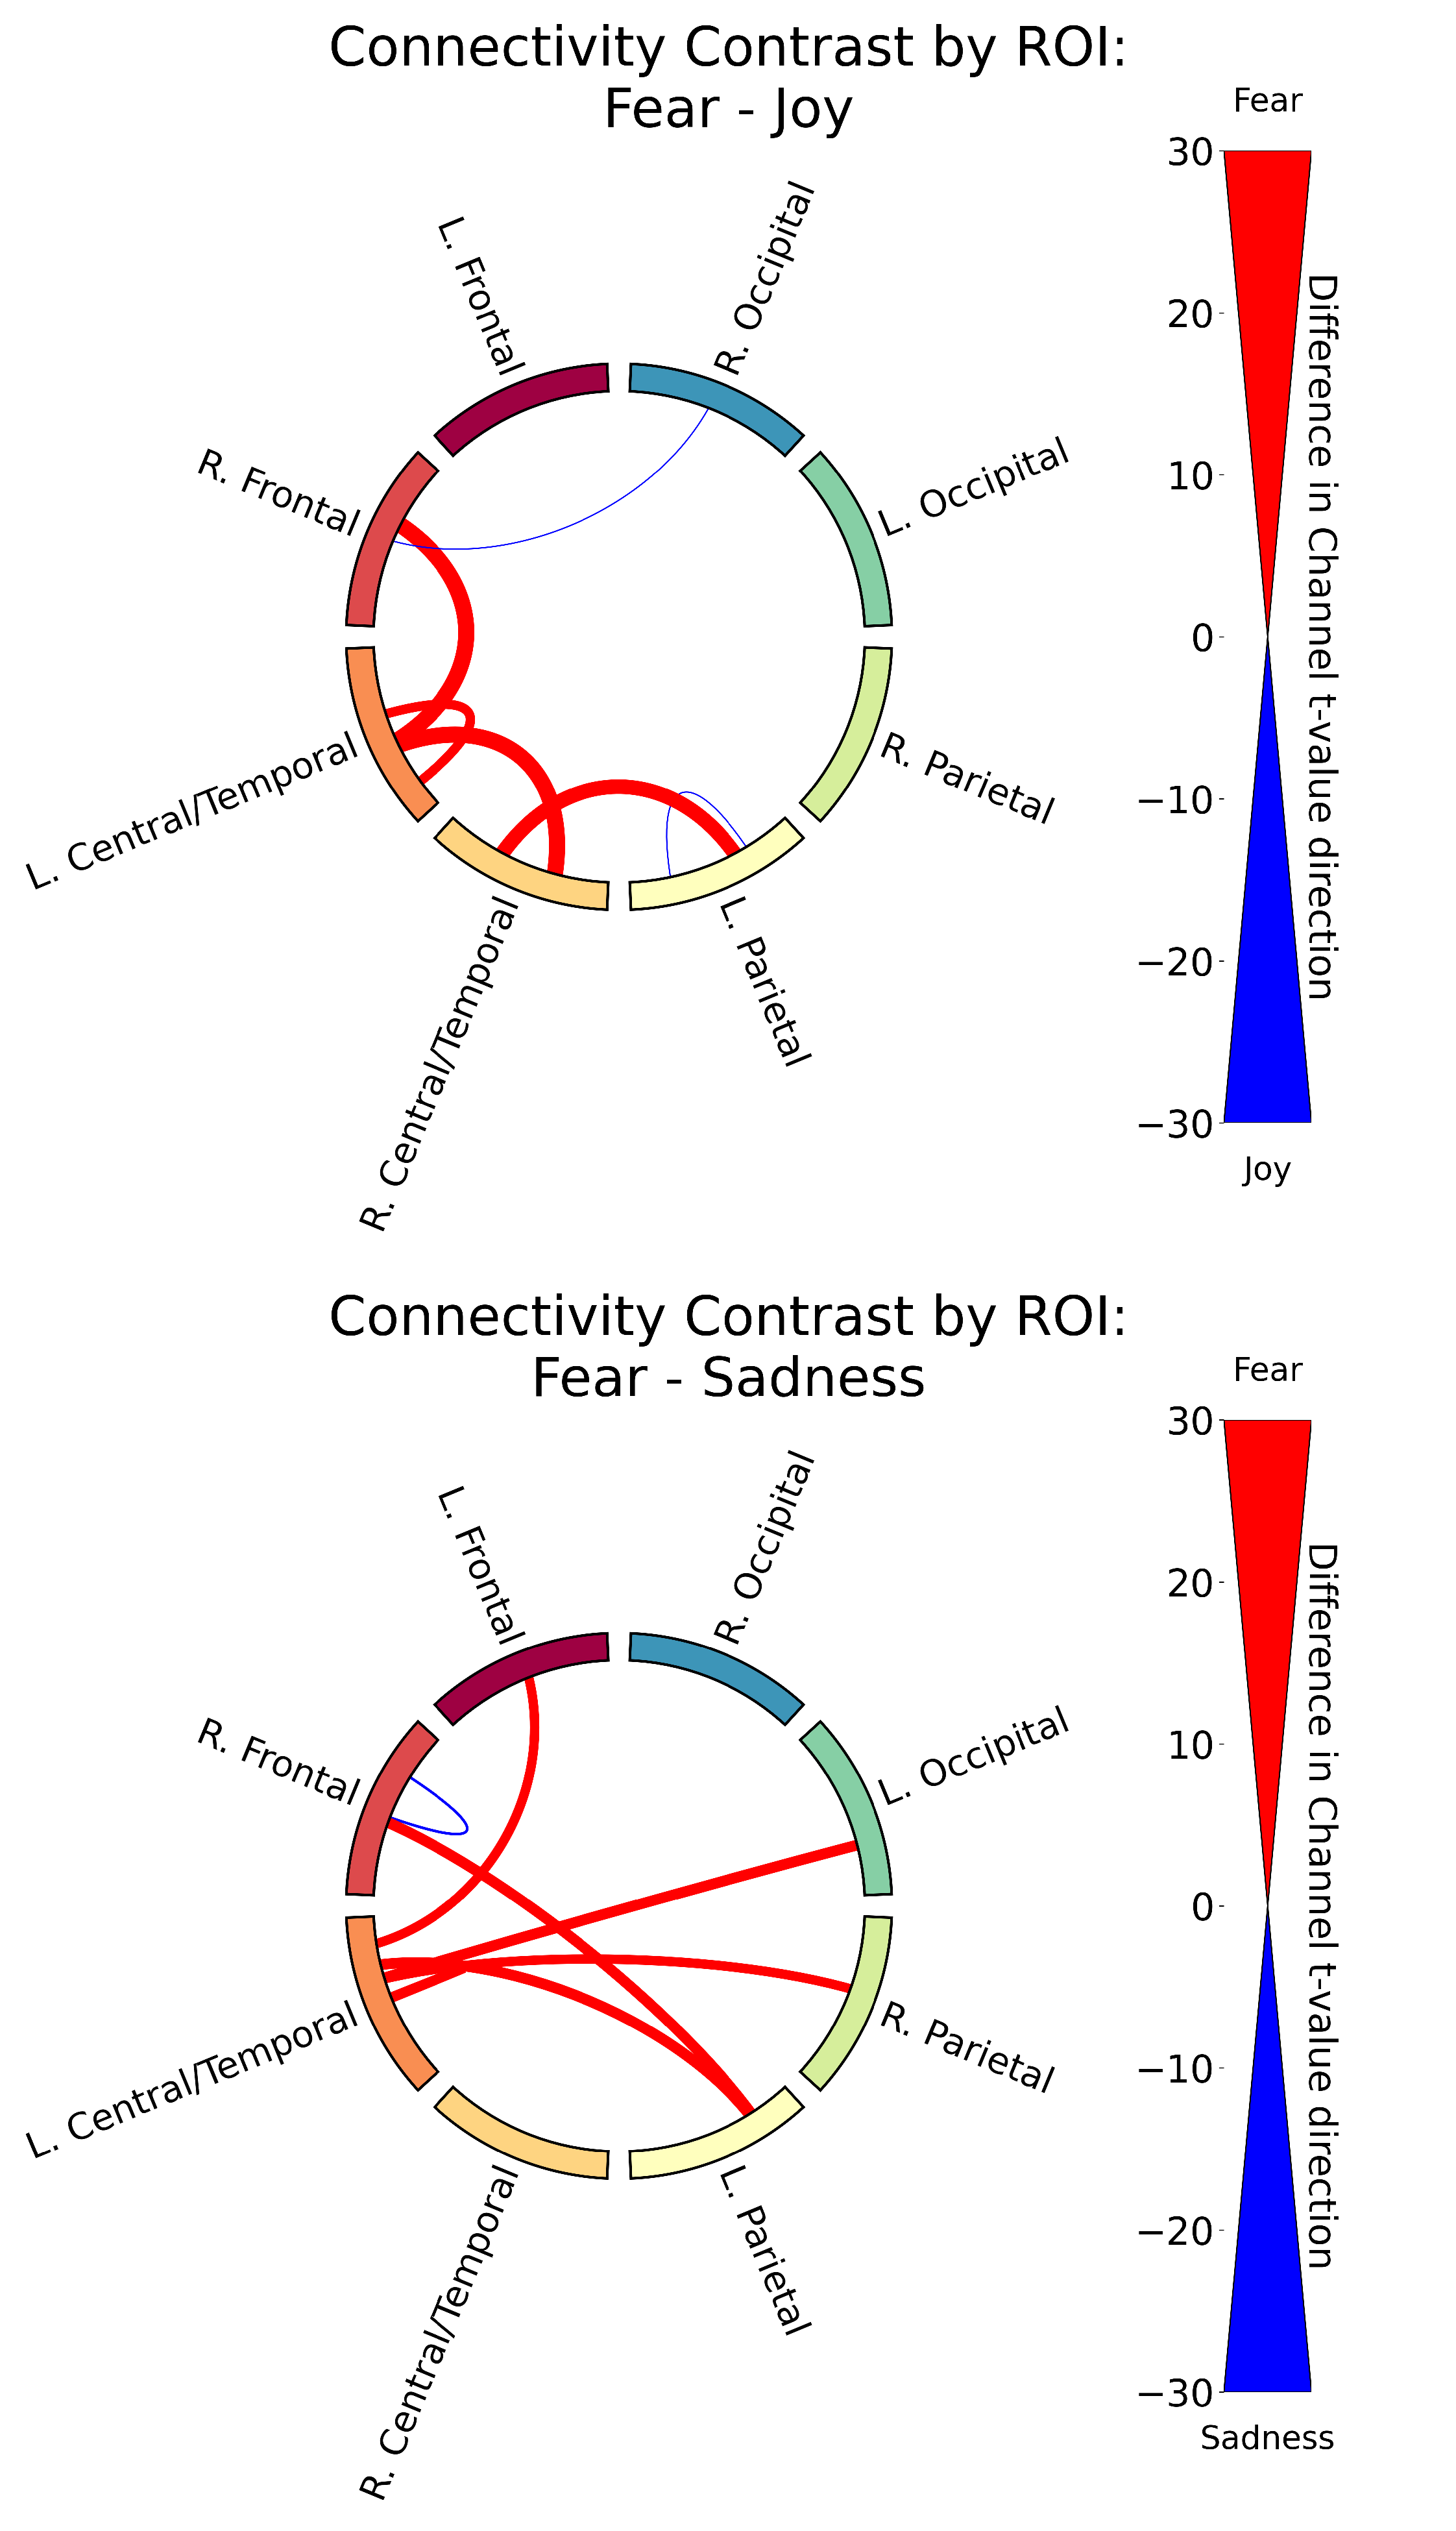 Connectivity Contrast by ROI:
Fear - Joy
Fear
30
20
10
0
−10
−20
−30
Joy
Difference in Channel t-value direction
L. Frontal
R. Occipital
R. Frontal
L. Occipital
L. Central/Temporal
R. Parietal
R. Central/Temporal
L. Parietal
Connectivity Contrast by ROI:
Fear - Sadness
Fear
30
20
10
0
−10
−20
−30
Sadness
Difference in Channel t-value direction
L. Frontal
R. Occipital
R. Frontal
L. Occipital
L. Central/Temporal
R. Parietal
R. Central/Temporal
L. Parietal